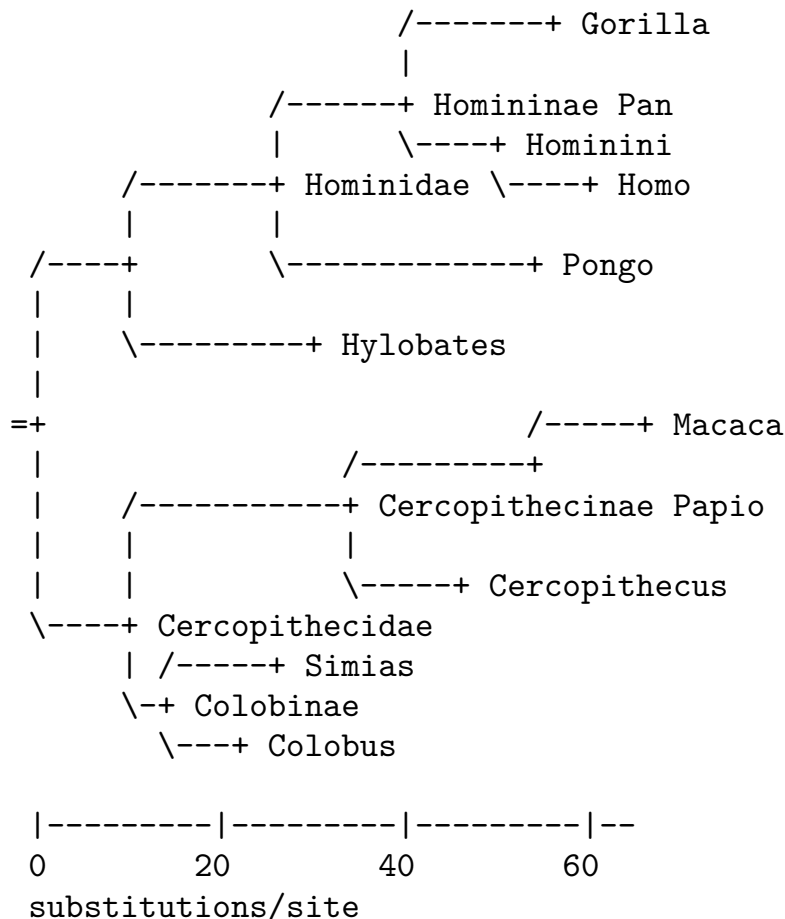 /-------+ Gorilla
|
/------+ Homininae Pan
| \----+ Hominini
/-------+ Hominidae \----+ Homo
| |
/----+ \-------------+ Pongo
| |
| \---------+ Hylobates
|
=+ /-----+ Macaca
| /---------+
| /-----------+ Cercopithecinae Papio
| | |
| | \-----+ Cercopithecus
\----+ Cercopithecidae
| /-----+ Simias
\-+ Colobinae
\---+ Colobus
|---------|---------|---------|--
0 20 40 60
substitutions/site